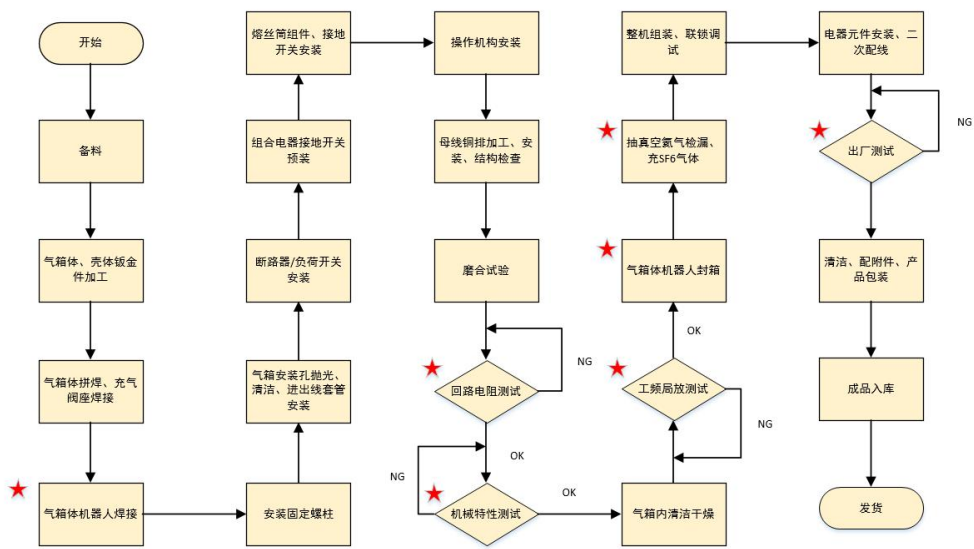 开始
备料
气箱体、壳体钣金
件加工
气箱体拼焊、充气
阀座焊接
气箱体机器人焊接
安装固定螺柱
气箱安装孔抛光、
清洁、进出线套管
安装
断路器/负荷开关
安装
组合电器接地开关
预装
熔丝筒组件、接地
开关安装
操作机构安装
母线铜排加工、安
装、结构检查
磨合试验
NG
回路电阻测试
OK
NG
机械特性测试
OK
气箱内清洁干燥
NG
工频局放测试
OK
气箱体机器人封箱
抽真空氦气检漏、
充SF6气体
整机组装、联锁调
试
电器元件安装、二
次配线
NG
出厂测试
清洁、配附件、产
品包装
成品入库
发货